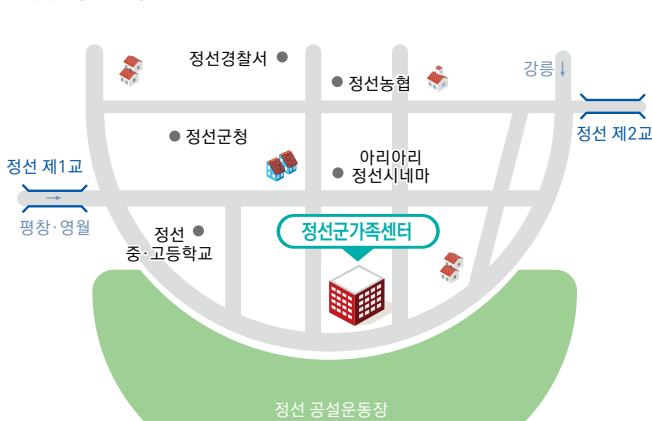 정선경찰서
강릉
정선농협
정선군청
정선 제2교
아리아리
정선시네마
정선 제1교
평창·영월
정선
중·고등학교
정선군가족센터
정선 공설운동장